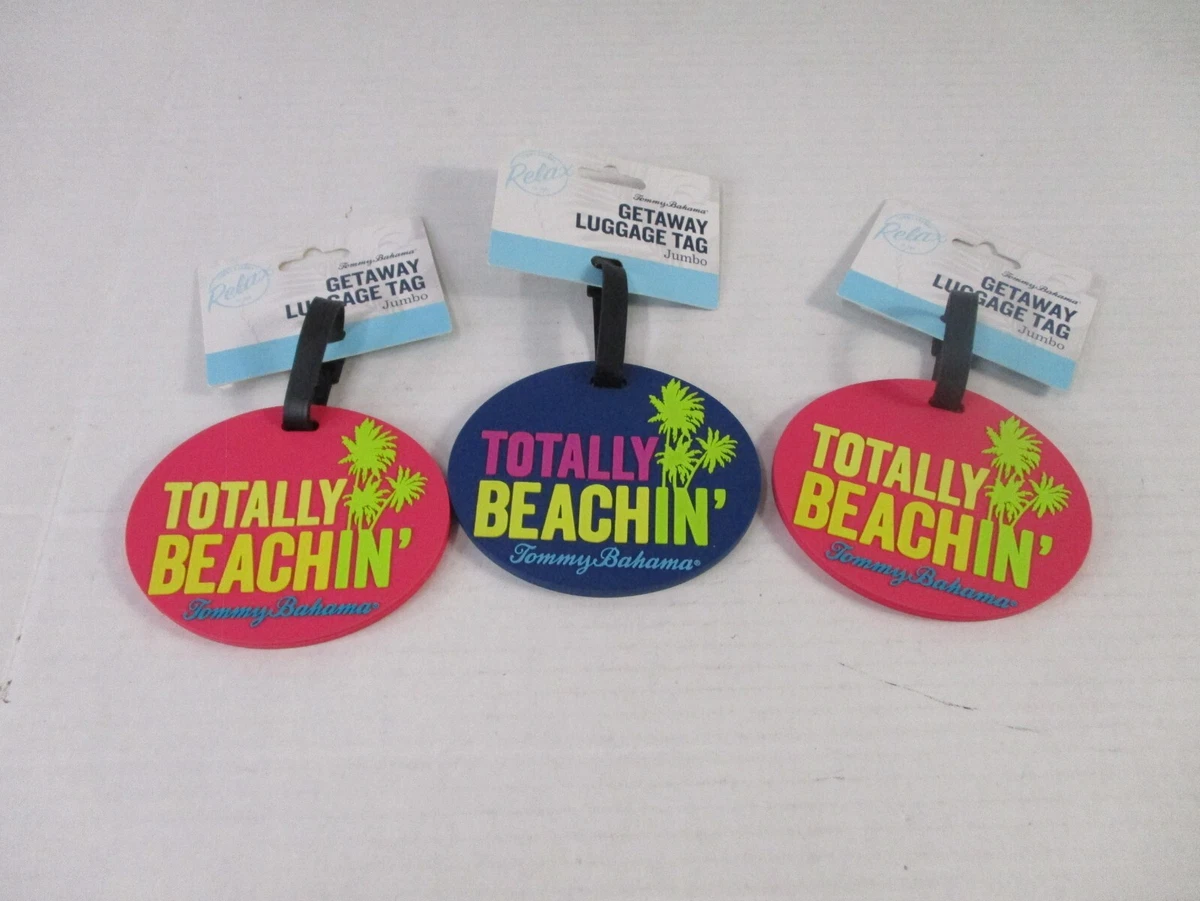 Relax
Tommy Bahama
GETAWAY
LUGGAGE TAG
Jumbo
TOTALLY
BEACHIN'
Tommy Bahama®
Relax
Tommy Bahama®
GETAWAY
LUGGAGE TAG
Jumbo
TOTALLY
BEACHIN'
Tommy Bahama®
Relax
Tommy Bahama®
GETAWAY
LUGGAGE TAG
Jumbo
TOTALLY
BEACHIN'
Tommy Bahama®